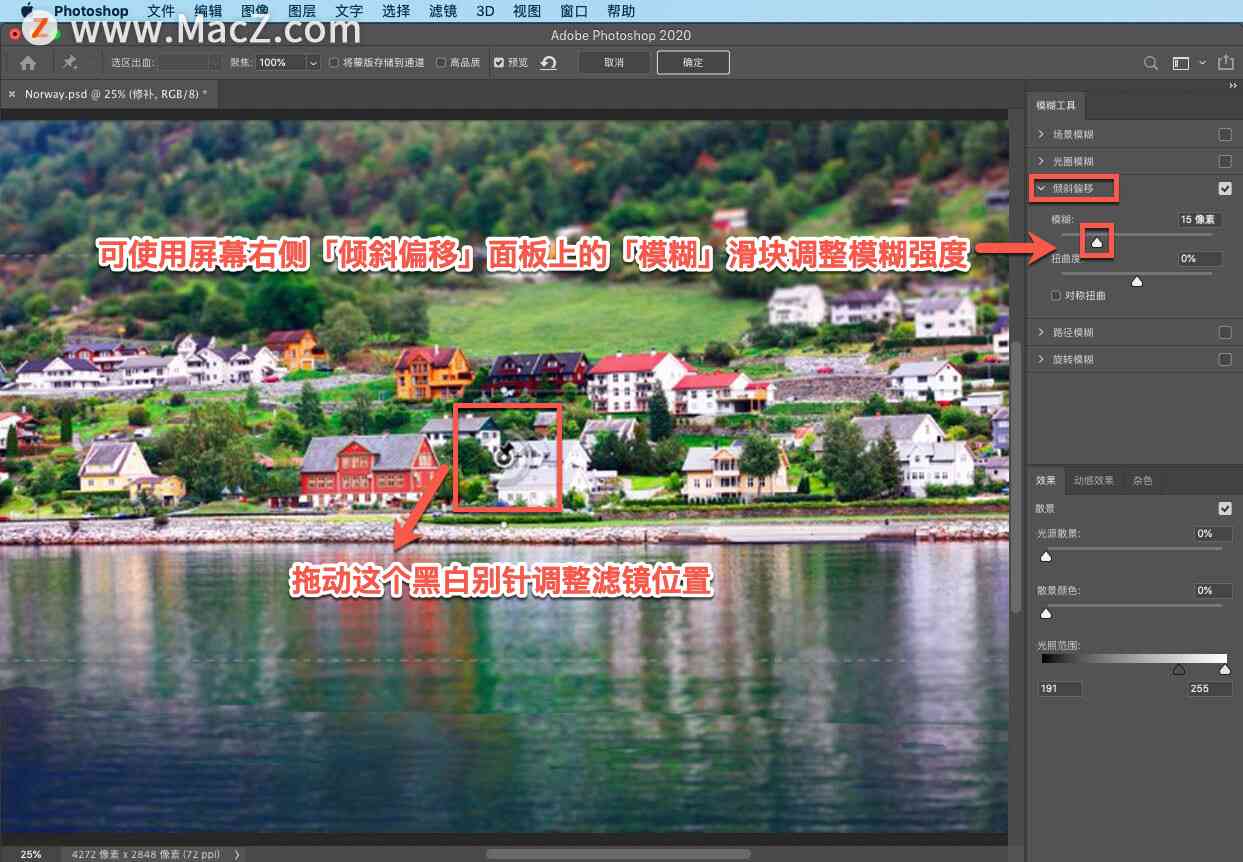 Photoshop 文件 编辑 图像 图层 文字 选择 滤镜 3D 视图 窗口 帮助
Z www.MacZ.com
Adobe Photoshop 2020
选区出血: 聚焦: 100% 将蒙版存储到通道 高品质 预览 取消 确定
× Norway.psd @ 25% (修补, RGB/8) *
模糊工具
场景模糊
光圈模糊
倾斜偏移
模糊: 15 像素
可使用屏幕右侧「倾斜偏移」面板上的「模糊」滑块调整模糊强度
扭曲度: 0%
对称扭曲
路径模糊
旋转模糊
效果 动感效果 杂色
散景
光源散景: 0%
拖动这个黑白别针调整滤镜位置
散景颜色: 0%
光照范围:
191 255
25% 4272 像素 x 2848 像素 (72 ppi)